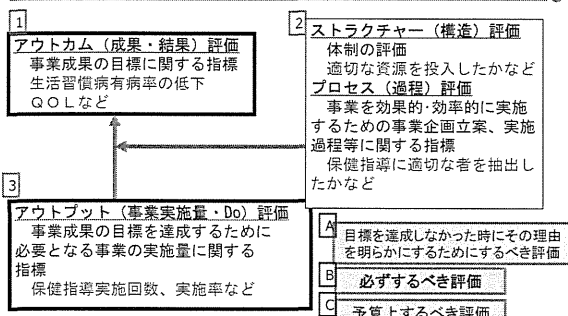 1
アウトカム（成果・結果）評価
事業成果の目標に関する指標
生活習慣病有病率の低下
ＱＯＬなど
2
ストラクチャー（構造）評価
体制の評価
適切な資源を投入したかなど
プロセス（過程）評価
事業を効果的･効率的に実施
するための事業企画立案、実施
過程等に関する指標
保健指導に適切な者を抽出し
たかなど
3
アウトプット（事業実施量・Do）評価
事業成果の目標を達成するために
必要となる事業の実施量に関する
指標
保健指導実施回数、実施率など
A
目標を達成しなかった時にその理由
を明らかにするためにするべき評価
B
必ずするべき評価
C
予算上するべき評価